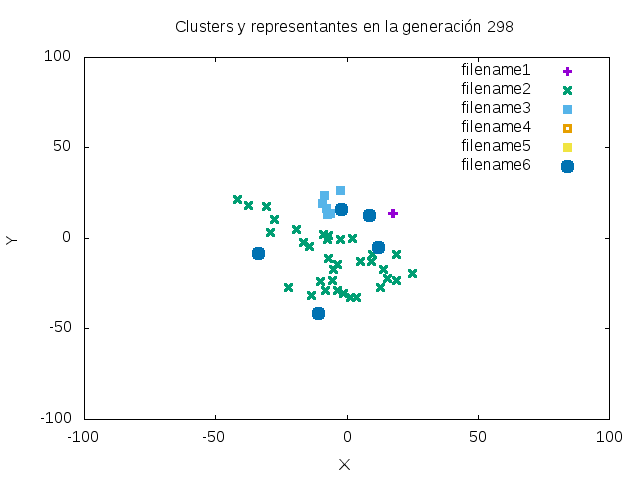 Clusters y representantes en la generación 298
100
50
0
-50
-100
-100
-50
0
50
100
Y
X
filename1
filename2
filename3
filename4
filename5
filename6